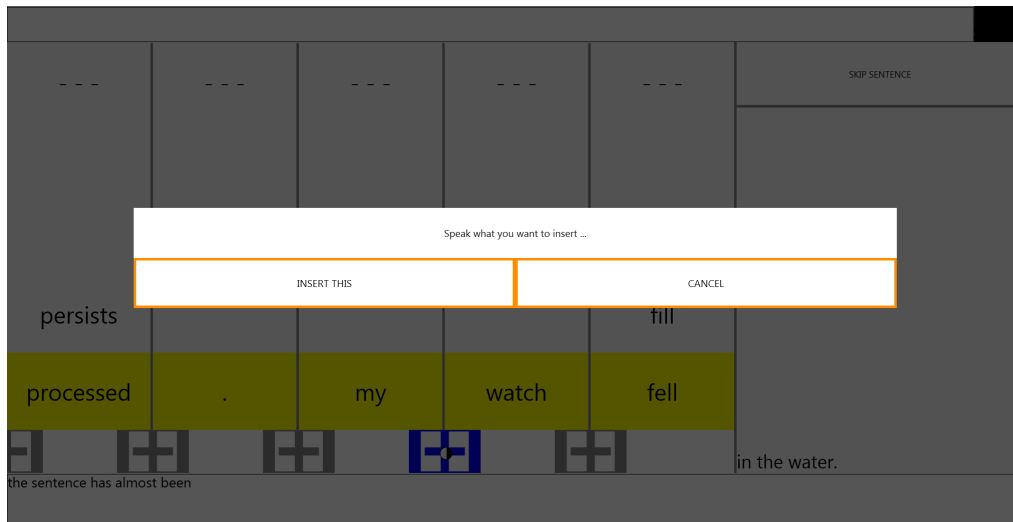 - - - - - - - - - - - - - - -
SKIP SENTENCE
Speak what you want to insert ...
INSERT THIS CANCEL
persists fill
processed . my watch fell
in the water.
the sentence has almost been